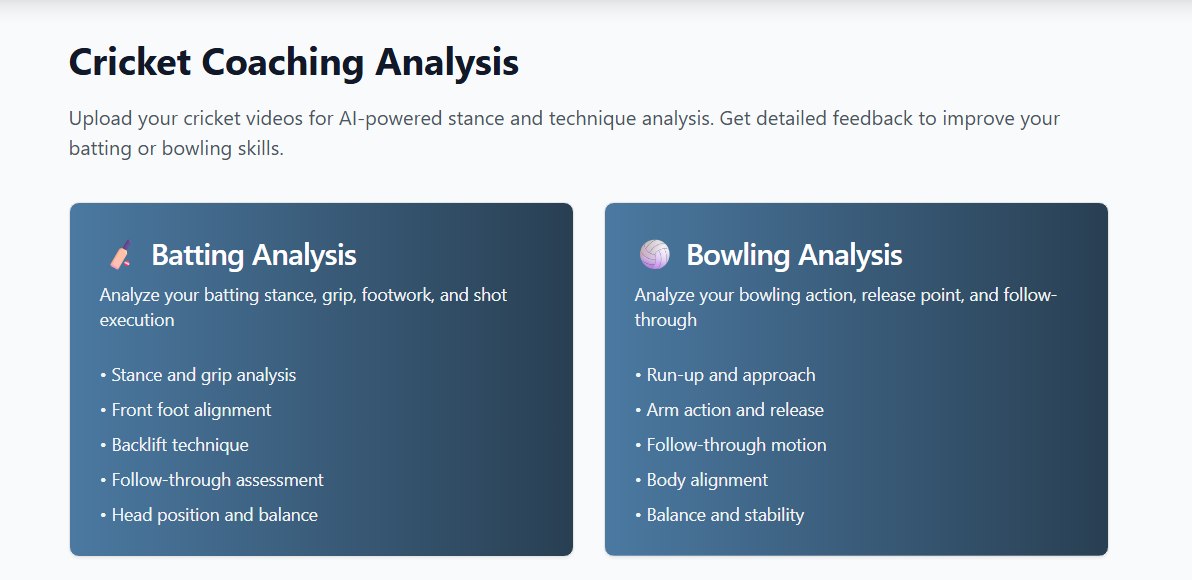 Cricket Coaching Analysis
Upload your cricket videos for AI-powered stance and technique analysis. Get detailed feedback to improve your
batting or bowling skills.
Batting Analysis
Analyze your batting stance, grip, footwork, and shot
execution
• Stance and grip analysis
• Front foot alignment
• Backlift technique
• Follow-through assessment
• Head position and balance
Bowling Analysis
Analyze your bowling action, release point, and follow-
through
• Run-up and approach
• Arm action and release
• Follow-through motion
• Body alignment
• Balance and stability